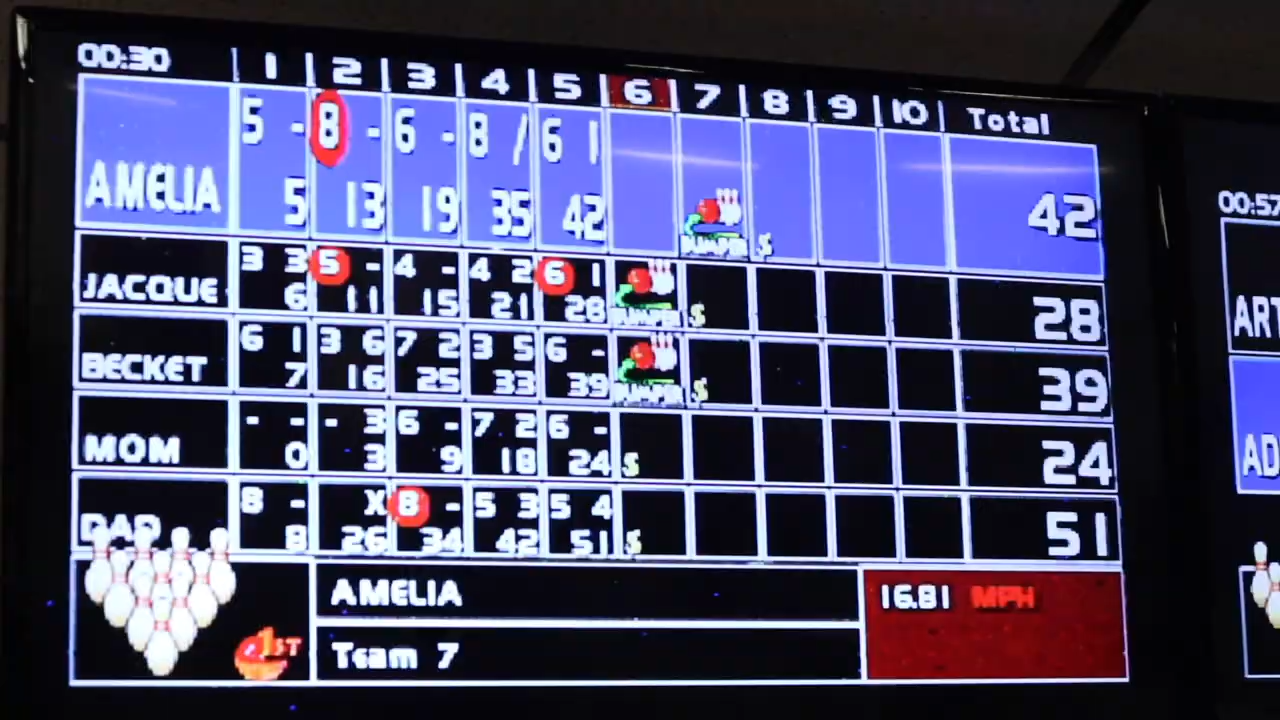 00:30 1 2 3 4 5 6 7 8 9 10 Total
5 - 8 - 6 - 8 / 6 1
AMELIA 5 13 19 35 42 42
BUMPER $
3 3 5 - 4 - 4 2 6 1
JACQUE 6 11 15 21 28 BUMPER $ 28
6 1 3 6 7 2 3 5 6 -
BECKET 7 16 25 33 39 BUMPER $ 39
- - - 3 6 - 7 2 6 -
MOM 0 3 9 18 24 $ 24
8 - X 8 - 5 3 5 4
DAD 8 26 34 42 51 $ 51
AMELIA 16.81 MPH
1ST
Team 7
00:57
ART
AD